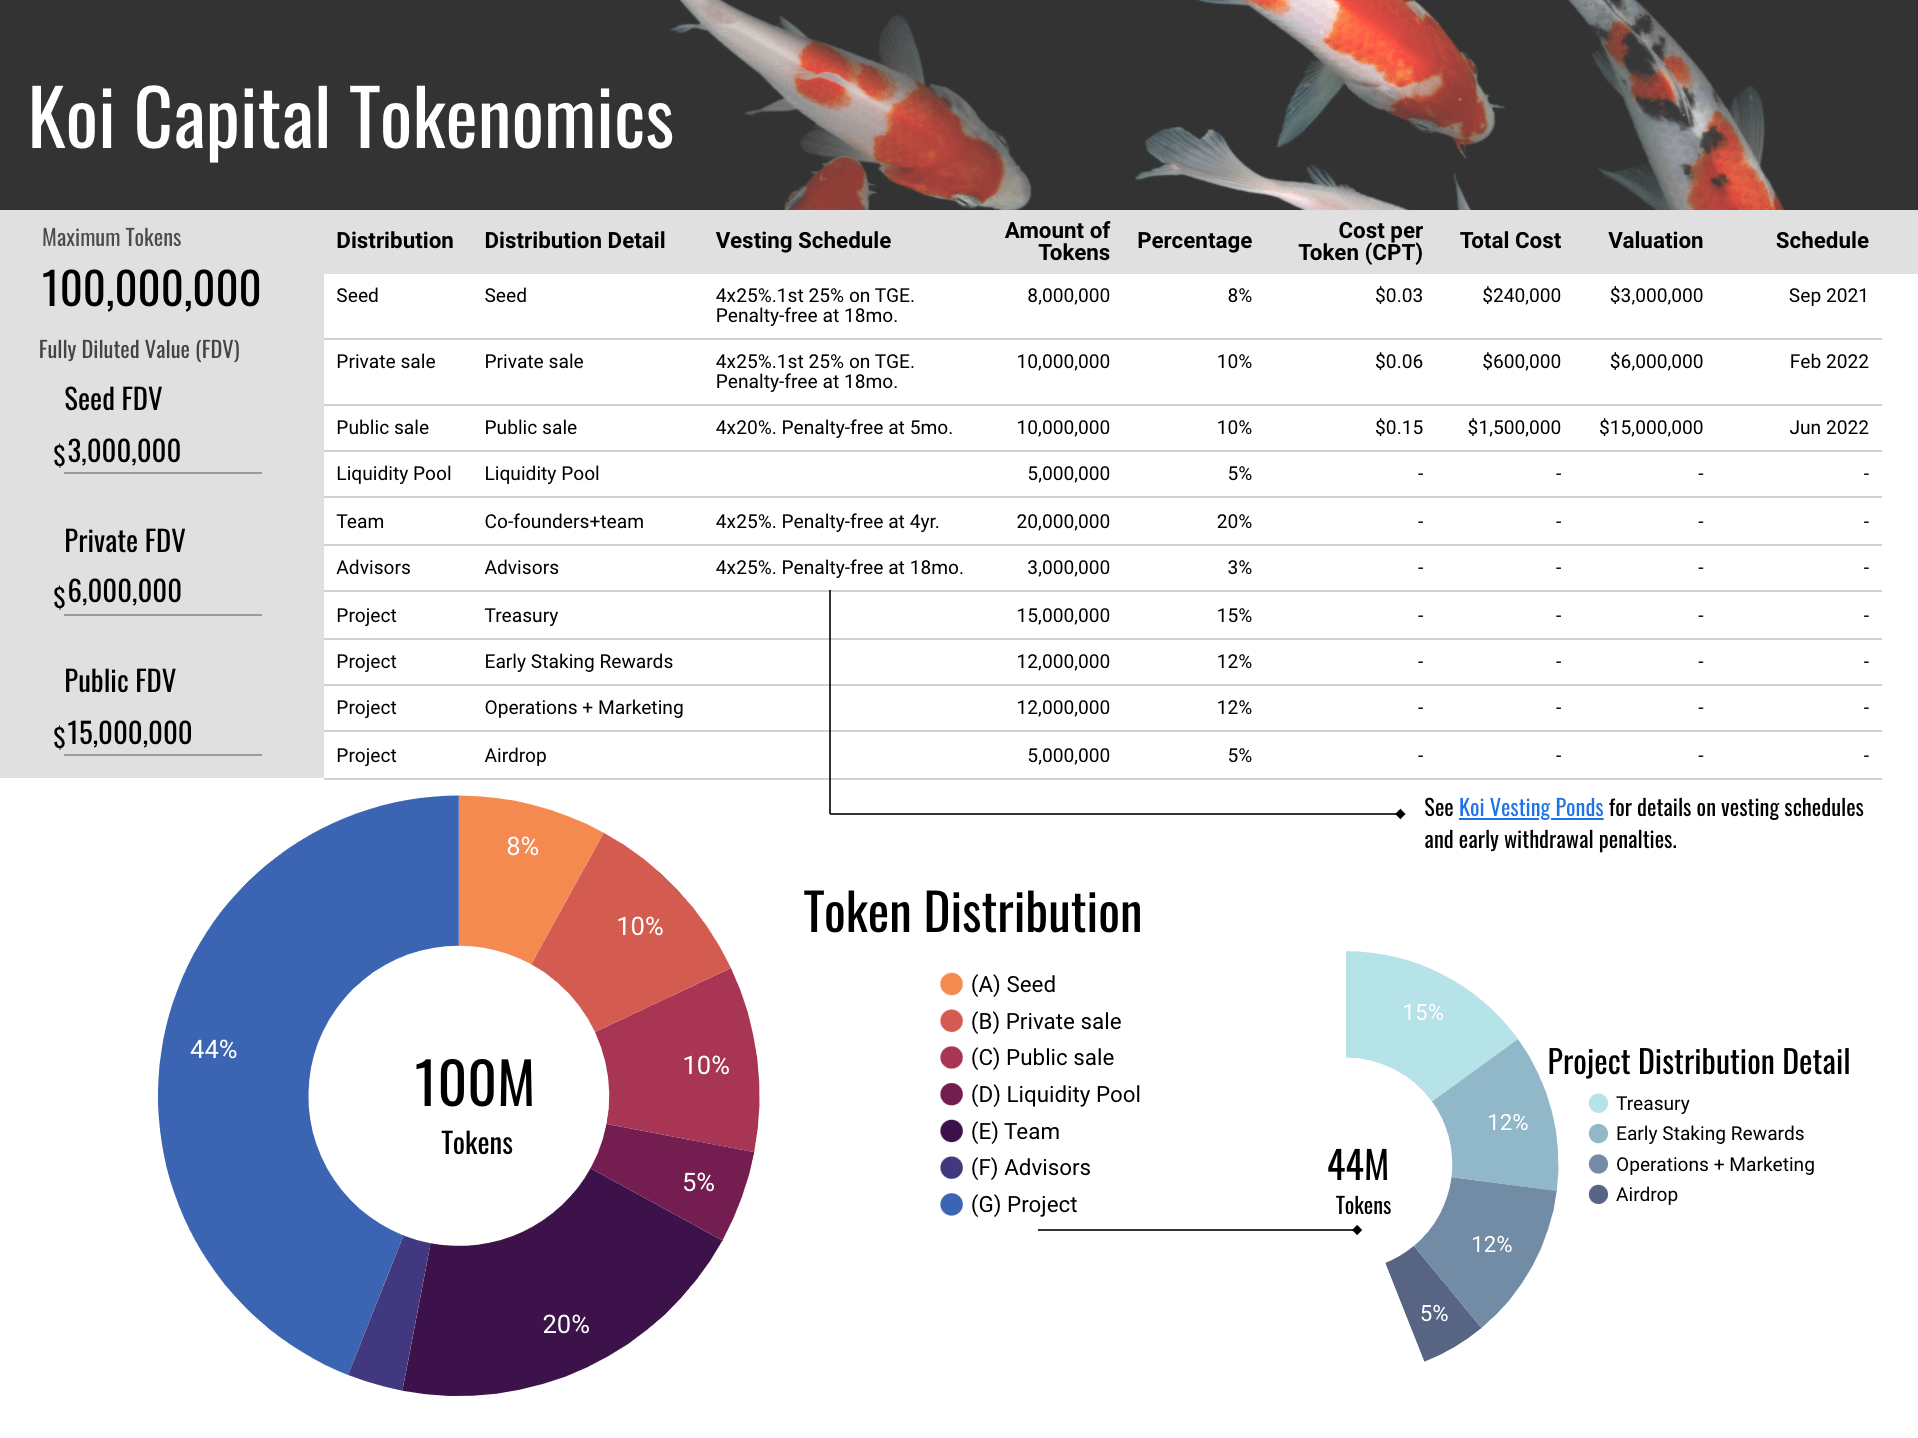 Koi Capital Tokenomics
Maximum Tokens
100,000,000
Fully Diluted Value (FDV)
Seed FDV
$3,000,000
Private FDV
$6,000,000
Public FDV
$15,000,000
Distribution Distribution Detail Vesting Schedule Amount of Tokens Percentage Cost per Token (CPT) Total Cost Valuation Schedule
Seed Seed 4x25%.1st 25% on TGE. 8,000,000 8% $0.03 $240,000 $3,000,000 Sep 2021
Penalty-free at 18mo.
Private sale Private sale 4x25%.1st 25% on TGE. 10,000,000 10% $0.06 $600,000 $6,000,000 Feb 2022
Penalty-free at 18mo.
Public sale Public sale 4x20%. Penalty-free at 5mo. 10,000,000 10% $0.15 $1,500,000 $15,000,000 Jun 2022
Liquidity Pool Liquidity Pool 5,000,000 5% - - - -
Team Co-founders+team 4x25%. Penalty-free at 4yr. 20,000,000 20% - - - -
Advisors Advisors 4x25%. Penalty-free at 18mo. 3,000,000 3% - - - -
Project Treasury 15,000,000 15% - - - -
Project Early Staking Rewards 12,000,000 12% - - - -
Project Operations + Marketing 12,000,000 12% - - - -
Project Airdrop 5,000,000 5% - - - -
See Koi Vesting Ponds for details on vesting schedules
and early withdrawal penalties.
8%
10%
10%
5%
20%
44%
100M
Tokens
Token Distribution
(A) Seed
(B) Private sale
(C) Public sale
(D) Liquidity Pool
(E) Team
(F) Advisors
(G) Project
15%
12%
12%
5%
44M
Tokens
Project Distribution Detail
Treasury
Early Staking Rewards
Operations + Marketing
Airdrop